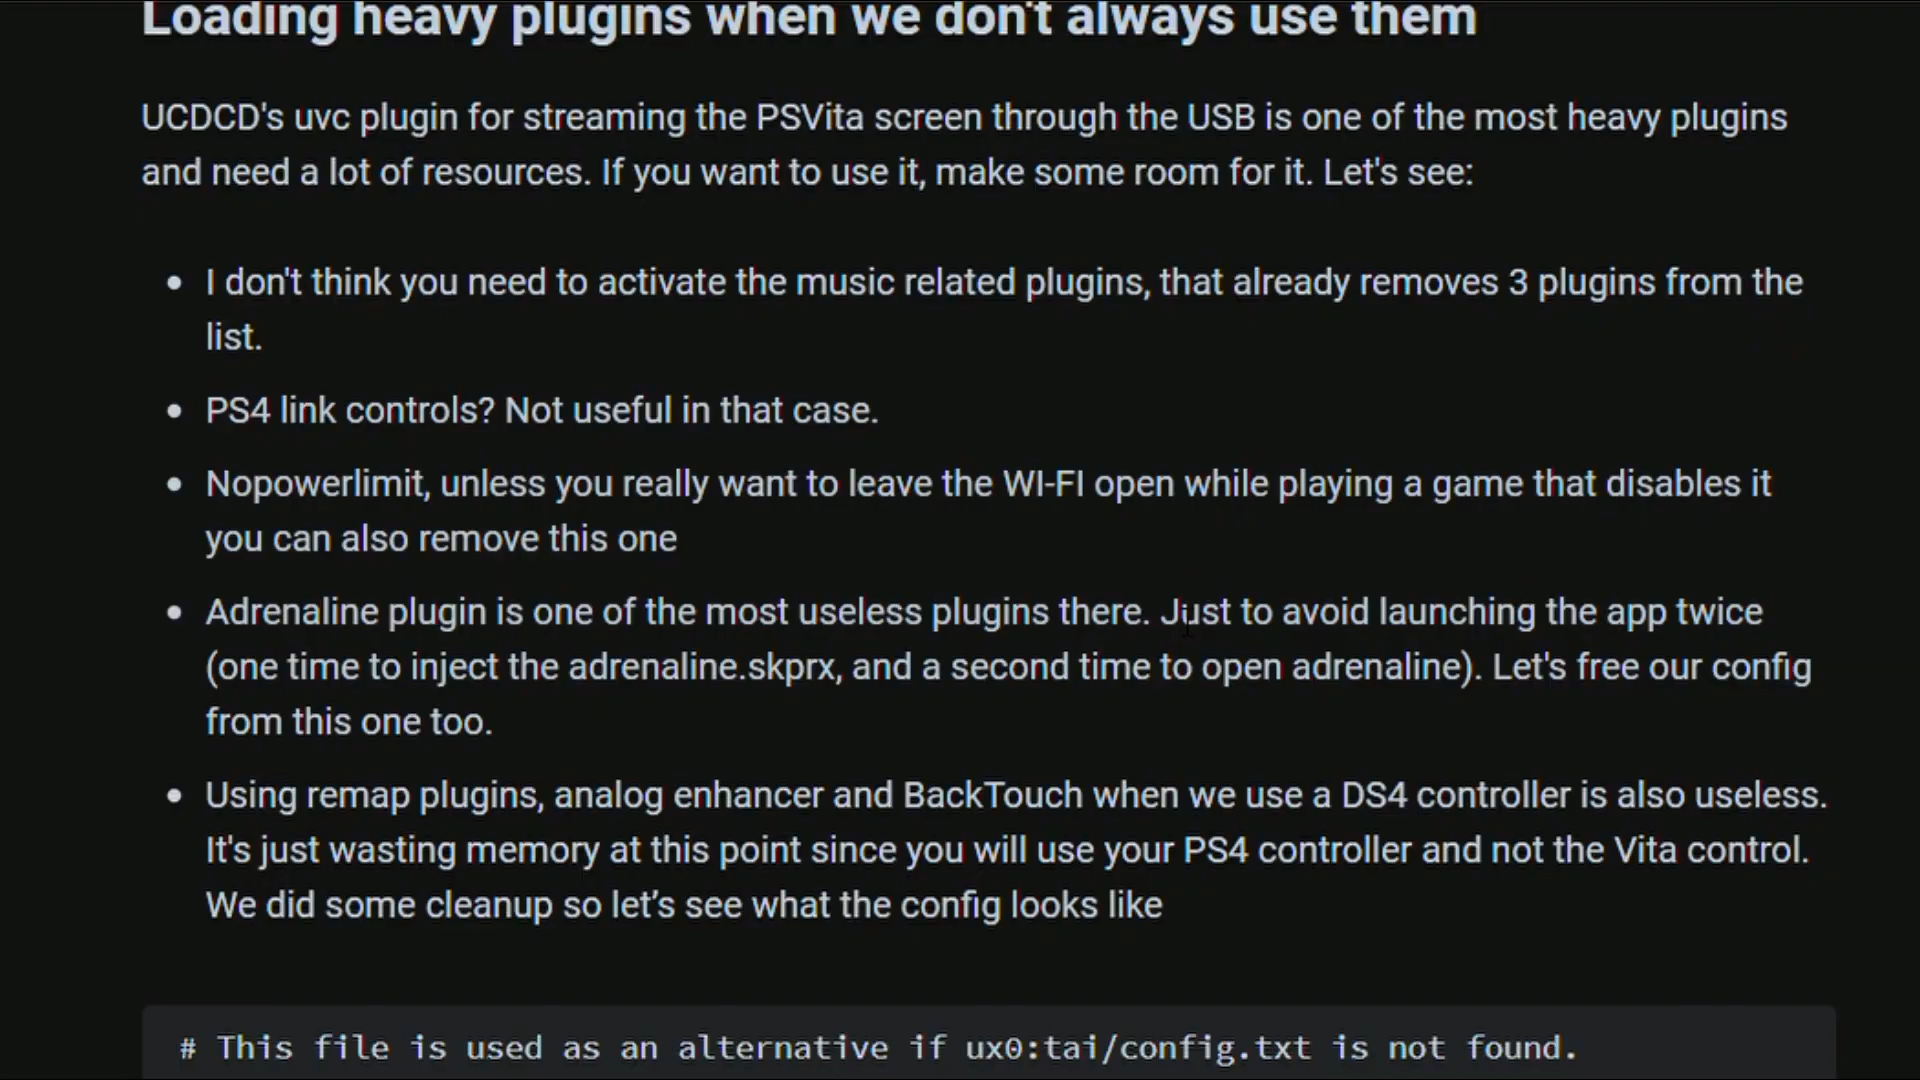 Loading heavy plugins when we don't always use them
UCDCD's uvc plugin for streaming the PSVita screen through the USB is one of the most heavy plugins
and need a lot of resources. If you want to use it, make some room for it. Let's see:
• I don't think you need to activate the music related plugins, that already removes 3 plugins from the
list.
• PS4 link controls? Not useful in that case.
• Nopowerlimit, unless you really want to leave the WI-FI open while playing a game that disables it
you can also remove this one
• Adrenaline plugin is one of the most useless plugins there. Just to avoid launching the app twice
(one time to inject the adrenaline.skprx, and a second time to open adrenaline). Let's free our config
from this one too.
• Using remap plugins, analog enhancer and BackTouch when we use a DS4 controller is also useless.
It's just wasting memory at this point since you will use your PS4 controller and not the Vita control.
We did some cleanup so let’s see what the config looks like
# This file is used as an alternative if ux0:tai/config.txt is not found.